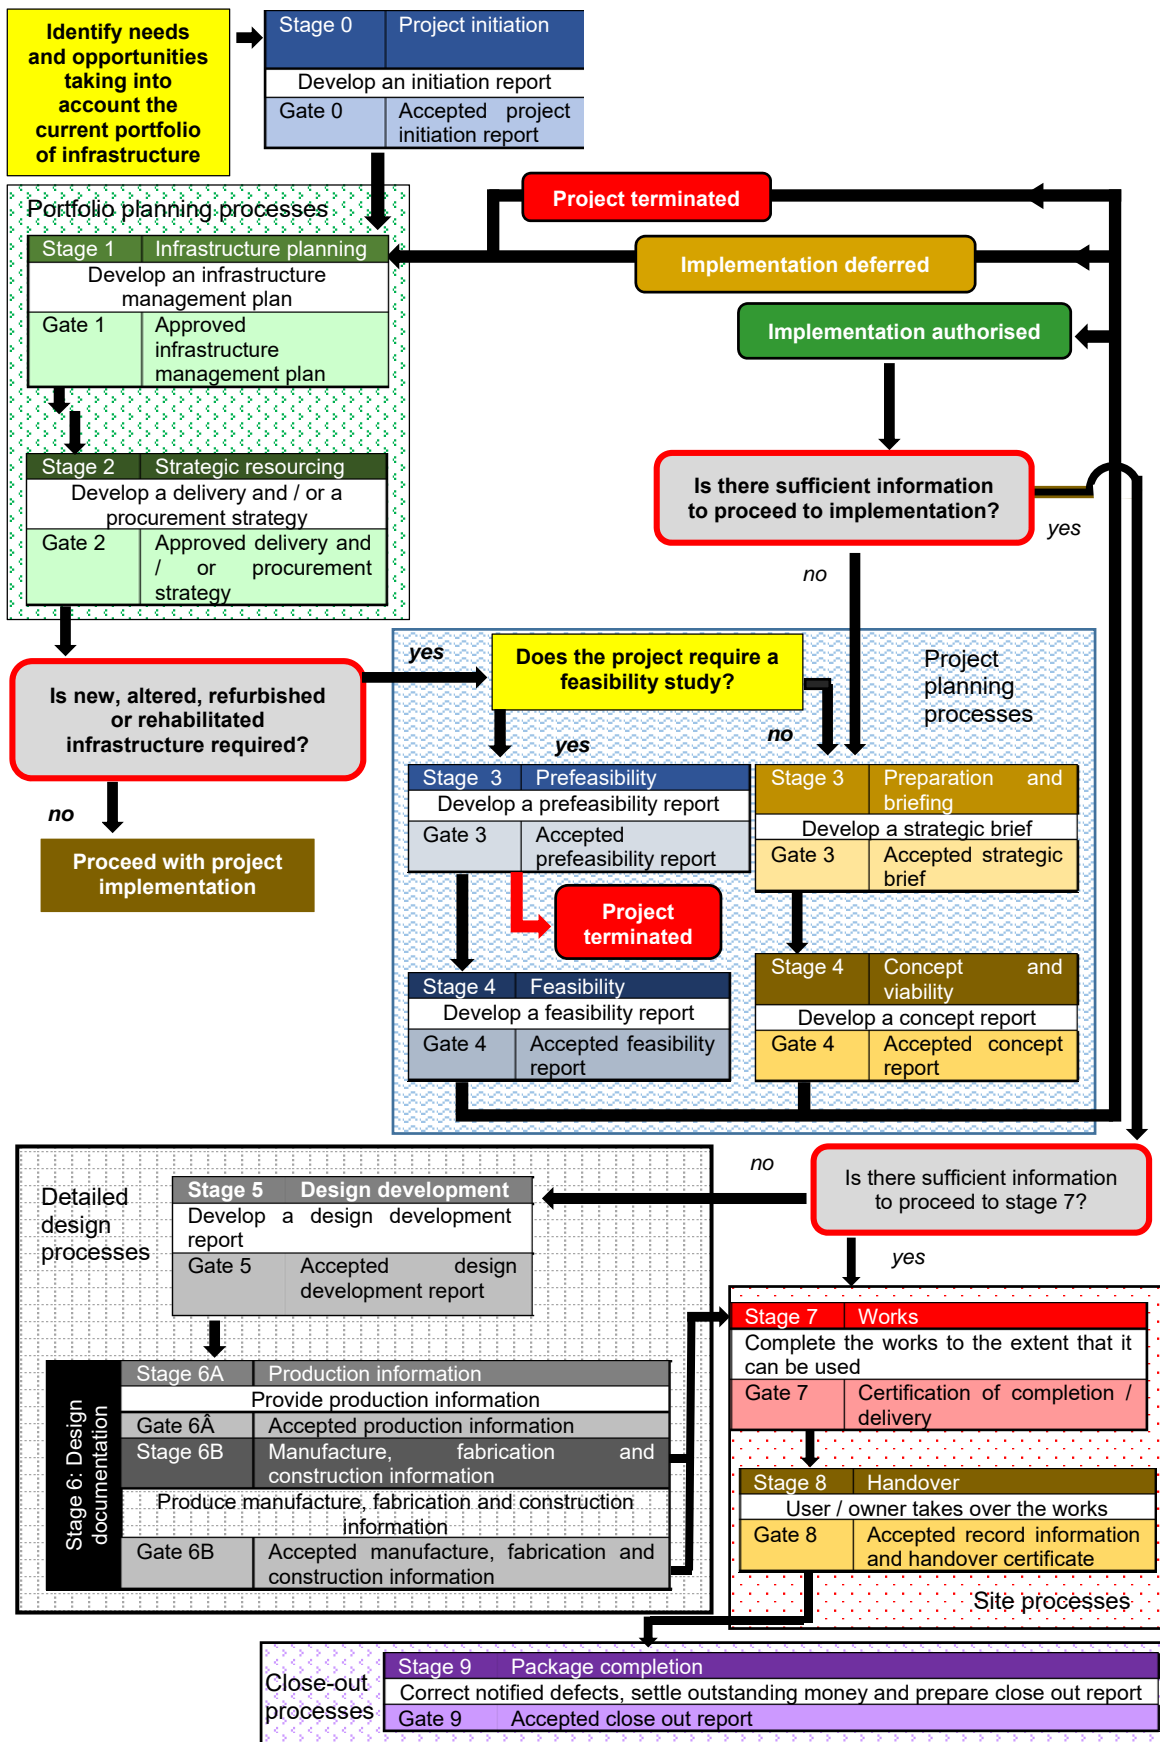 Identify needs
and opportunities
taking into
account the
current portfolio
of infrastructure
Stage 0 Project initiation
Develop an initiation report
Gate 0 Accepted project
initiation report
Project terminated
Implementation deferred
Implementation authorised
Portfolio planning processes
Stage 1 Infrastructure planning
Develop an infrastructure
management plan
Gate 1 Approved
infrastructure
management plan
Stage 2 Strategic resourcing
Develop a delivery and / or a
procurement strategy
Gate 2 Approved delivery and
/ or procurement
strategy
Is there sufficient information
to proceed to implementation?
yes
no
Is new, altered, refurbished
or rehabilitated
infrastructure required?
yes
no
Proceed with project
implementation
Does the project require a
feasibility study?
Project
planning
processes
yes
no
Stage 3 Prefeasibility
Develop a prefeasibility report
Gate 3 Accepted
prefeasibility report
Project
terminated
Stage 3 Preparation and
briefing
Develop a strategic brief
Gate 3 Accepted strategic
brief
Stage 4 Feasibility
Develop a feasibility report
Gate 4 Accepted feasibility
report
Stage 4 Concept and
viability
Develop a concept report
Gate 4 Accepted concept
report
Is there sufficient information
to proceed to stage 7?
no
yes
Detailed
design
processes
Stage 5 Design development
Develop a design development
report
Gate 5 Accepted design
development report
Stage 6: Design
documentation
Stage 6A Production information
Provide production information
Gate 6Â Accepted production information
Stage 6B Manufacture, fabrication and
construction information
Produce manufacture, fabrication and construction
information
Gate 6B Accepted manufacture, fabrication and
construction information
Stage 7 Works
Complete the works to the extent that it
can be used
Gate 7 Certification of completion /
delivery
Stage 8 Handover
User / owner takes over the works
Gate 8 Accepted record information
and handover certificate
Site processes
Close-out
processes
Stage 9 Package completion
Correct notified defects, settle outstanding money and prepare close out report
Gate 9 Accepted close out report